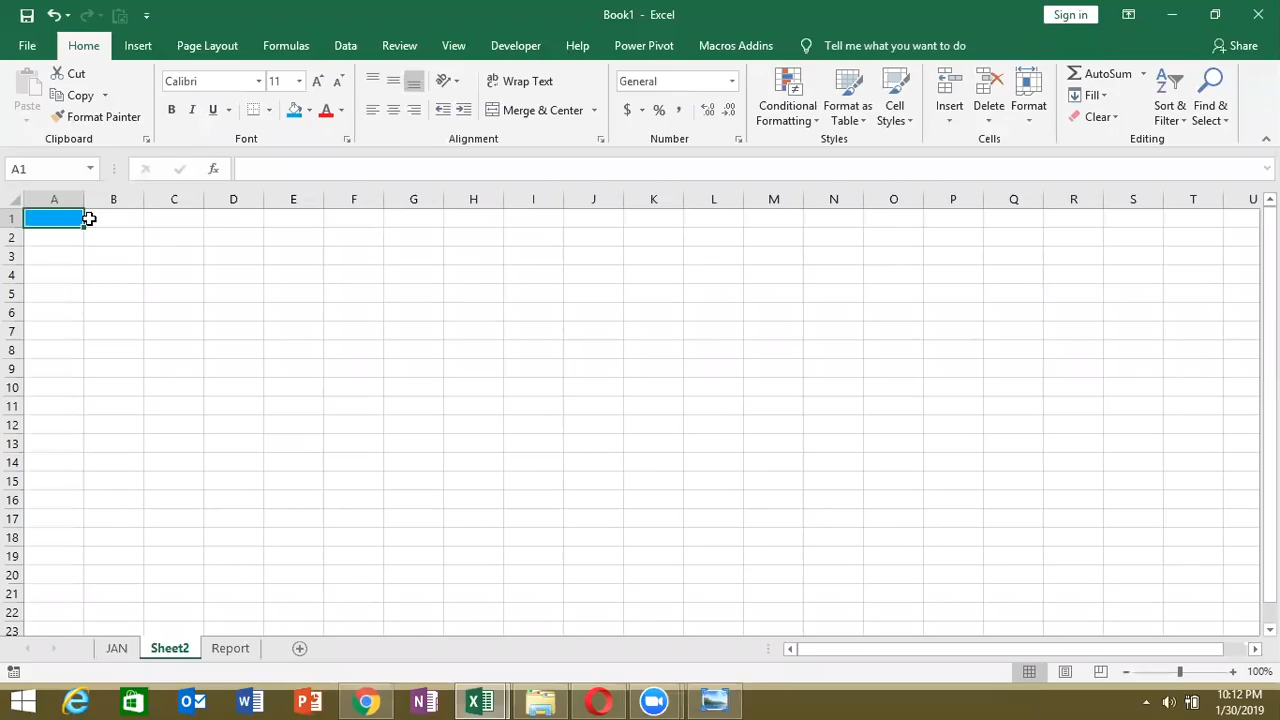 Book1 - Excel
Sign in
File Home Insert Page Layout Formulas Data Review View Developer Help Power Pivot Macros Addins Tell me what you want to do Share
Paste
Cut
Copy
Format Painter
Clipboard
Calibri 11
B I U A
Font
Wrap Text
Merge & Center
Alignment
General
$ % ,
Number
Conditional Formatting
Format as Table
Cell Styles
Styles
Insert
Delete
Format
Cells
AutoSum
Fill
Clear
Sort & Filter
Find & Select
Editing
A1 fx
A B C D E F G H I J K L M N O P Q R S T U
1
2
3
4
5
6
7
8
9
10
11
12
13
14
15
16
17
18
19
20
21
22
23
JAN Sheet2 Report
100%
10:12 PM
1/30/2019